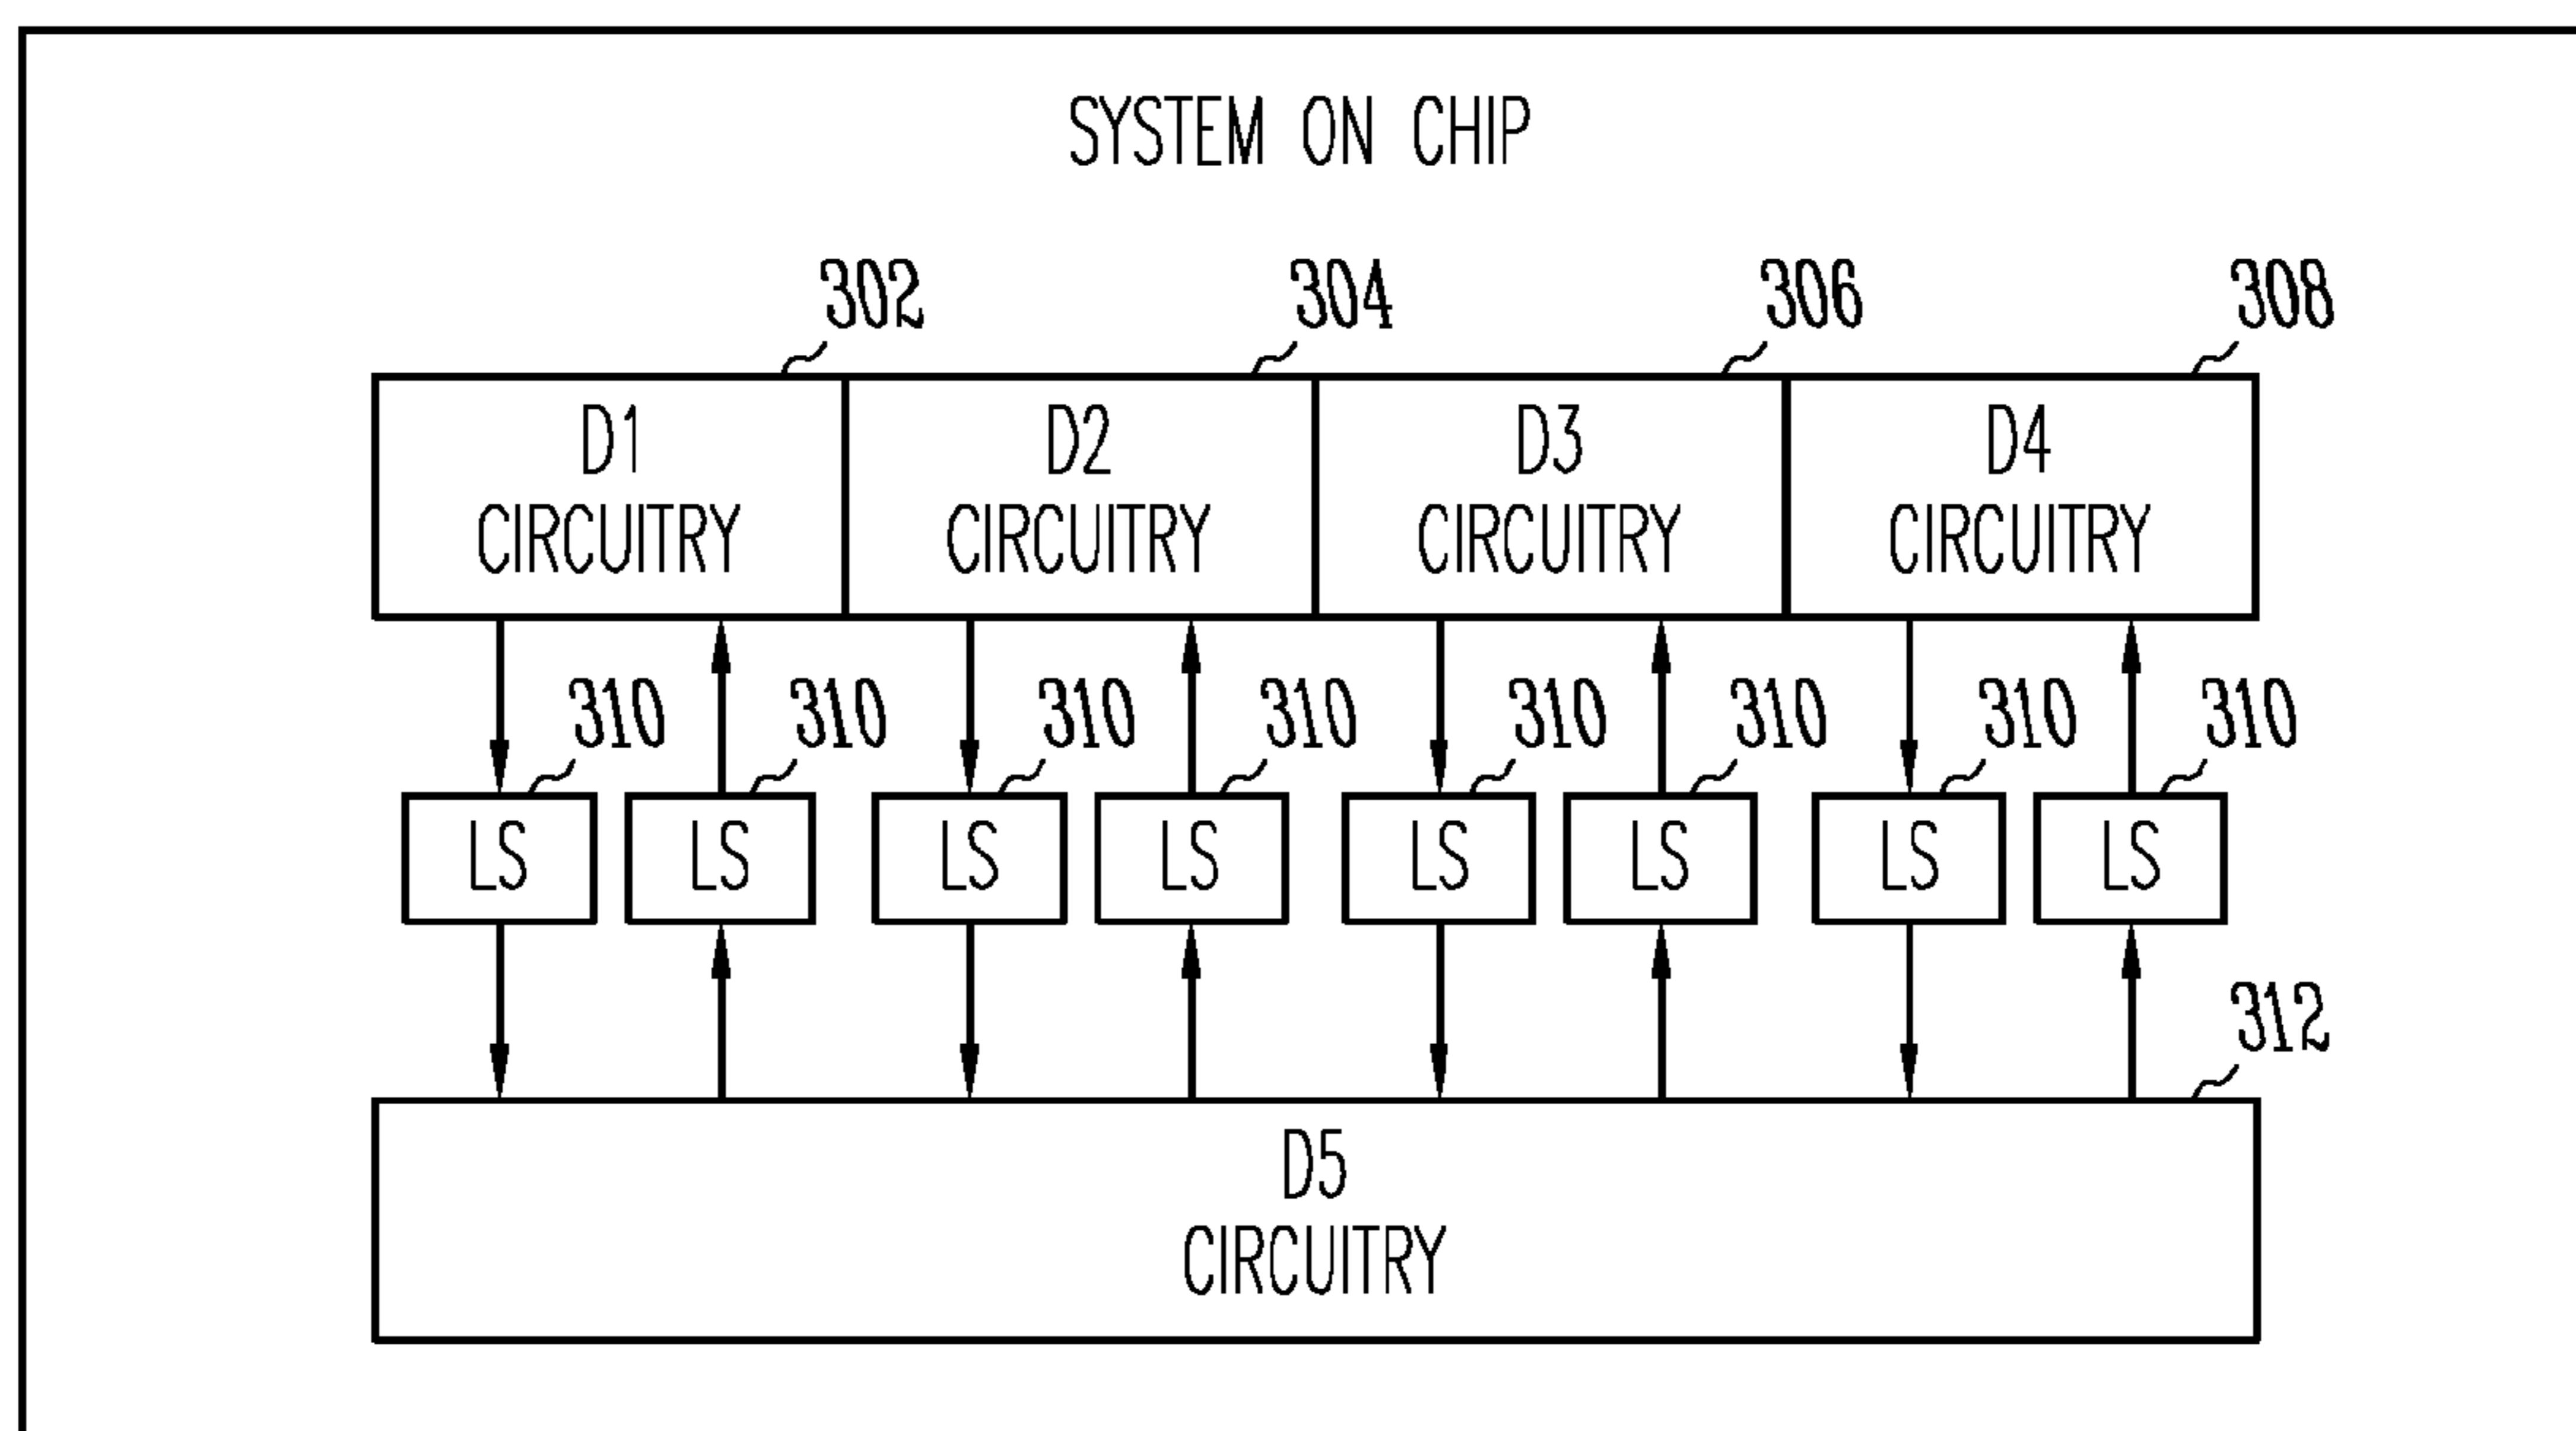 SYSTEM ON CHIP
302 304 306 308
D1 D2 D3 D4
CIRCUITRY CIRCUITRY CIRCUITRY CIRCUITRY
310 310 310 310 310 310 310 310
LS LS LS LS LS LS LS LS
312
D5
CIRCUITRY